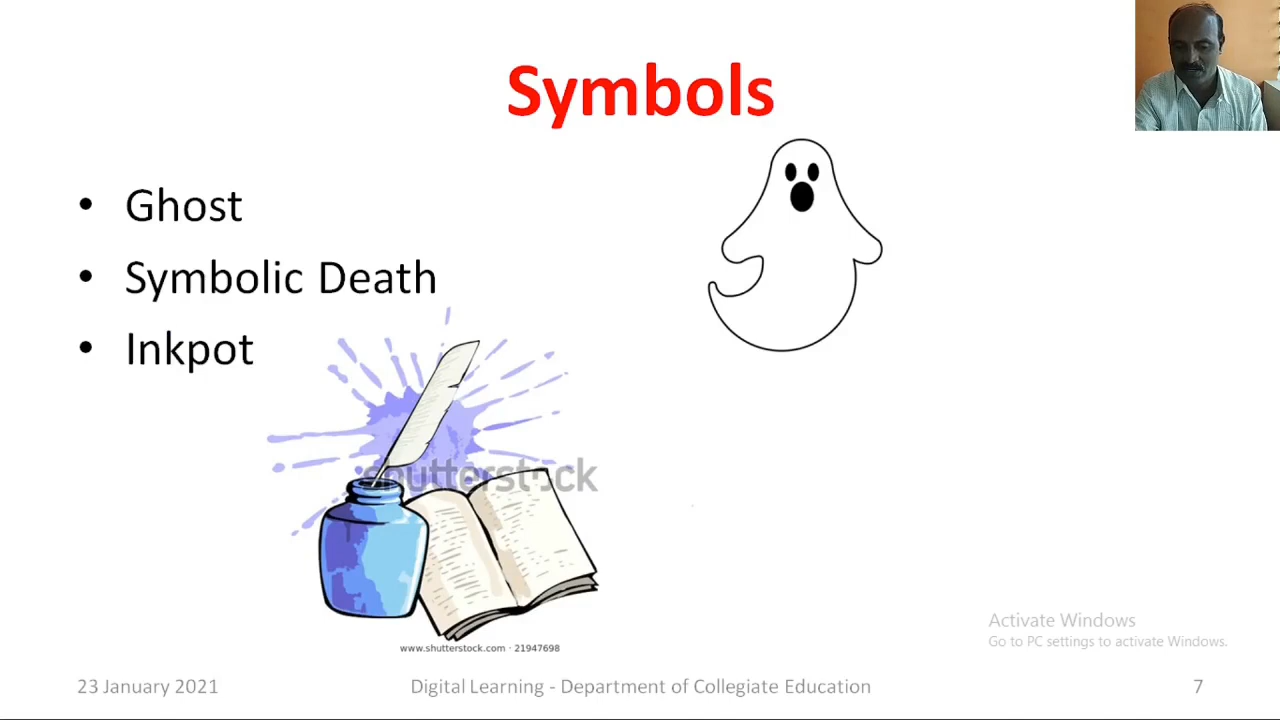 Symbols
• Ghost
• Symbolic Death
• Inkpot
shutterstock
www.shutterstock.com · 21947698
Activate Windows
Go to PC settings to activate Windows.
23 January 2021
Digital Learning - Department of Collegiate Education
7